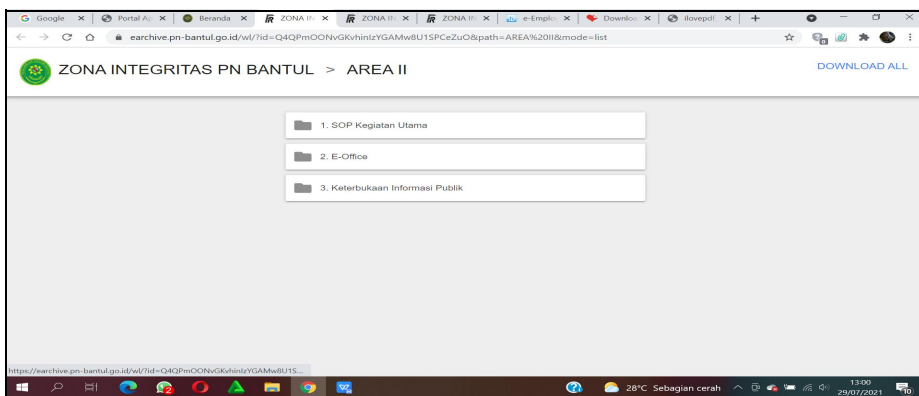 Google
Portal Ap
Beranda
ZONA IN
ZONA IN
ZONA IN
e-Emplo
Downloa
ilovepdf
earchive.pn-bantul.go.id/wl/?id=Q4QPmOONvGKvhinIzYGAMw8U1SPCeZuO&path=AREA%20II&mode=list
ZONA INTEGRITAS PN BANTUL > AREA II
DOWNLOAD ALL
1. SOP Kegiatan Utama
2. E-Office
3. Keterbukaan Informasi Publik
https://earchive.pn-bantul.go.id/wl/?id=Q4QPmOONvGKvhinIzYGAMw8U1S...
28°C Sebagian cerah
13:00
29/07/2021
10